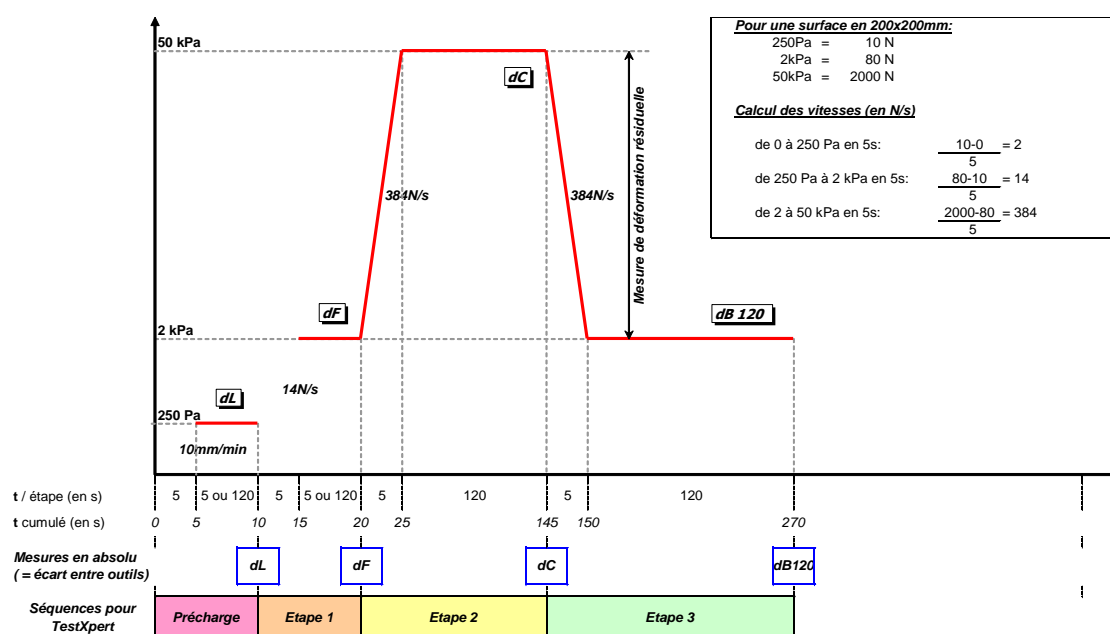 50 kPa
dC
384N/s
384N/s
Mesure de déformation résiduelle
dF
dB 120
2 kPa
14N/s
dL
250 Pa
10mm/min
Pour une surface en 200x200mm:
250Pa = 10 N
2kPa = 80 N
50kPa = 2000 N
Calcul des vitesses (en N/s)
de 0 à 250 Pa en 5s: 10-0 = 2
5
de 250 Pa à 2 kPa en 5s: 80-10 = 14
5
de 2 à 50 kPa en 5s: 2000-80 = 384
5
t / étape (en s) 5 5 ou 120 5 5 ou 120 5 120 5 120
t cumulé (en s) 0 5 10 15 20 25 145 150 270
Mesures en absolu
( = écart entre outils)
dL dF dC dB120
Séquences pour
TestXpert
Précharge Etape 1 Etape 2 Etape 3